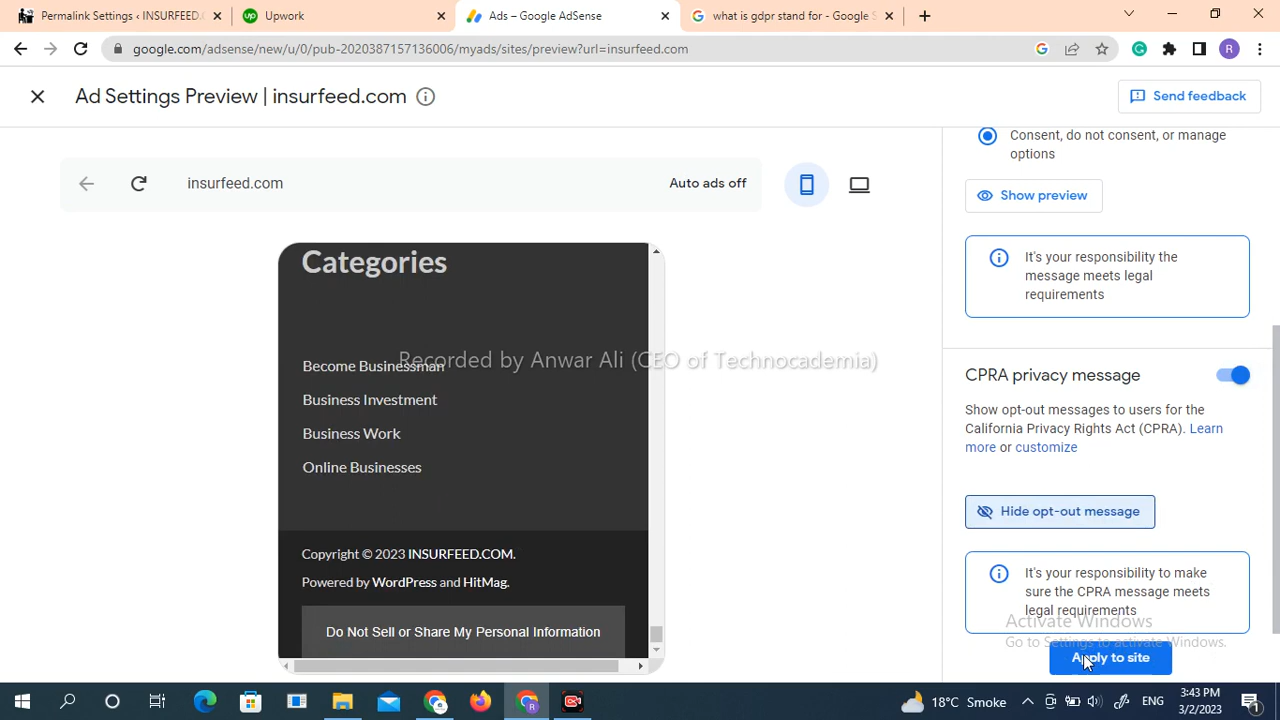 Permalink Settings ‹ INSURFEED.C
Upwork
Ads – Google AdSense
what is gdpr stand for - Google S
google.com/adsense/new/u/0/pub-2020387157136006/myads/sites/preview?url=insurfeed.com
R
Ad Settings Preview | insurfeed.com
Send feedback
insurfeed.com
Auto ads off
Consent, do not consent, or manage
options
Show preview
It's your responsibility the
message meets legal
requirements
Categories
Become Businessman
Business Investment
Business Work
Online Businesses
Recorded by Anwar Ali (CEO of Technocademia)
CPRA privacy message
Show opt-out messages to users for the
California Privacy Rights Act (CPRA). Learn
more or customize
Hide opt-out message
It's your responsibility to make
sure the CPRA message meets
legal requirements
Copyright © 2023 INSURFEED.COM.
Powered by WordPress and HitMag.
Do Not Sell or Share My Personal Information
Activate Windows
Go to Settings to activate Windows.
Apply to site
18°C Smoke
ENG
3:43 PM
3/2/2023
1